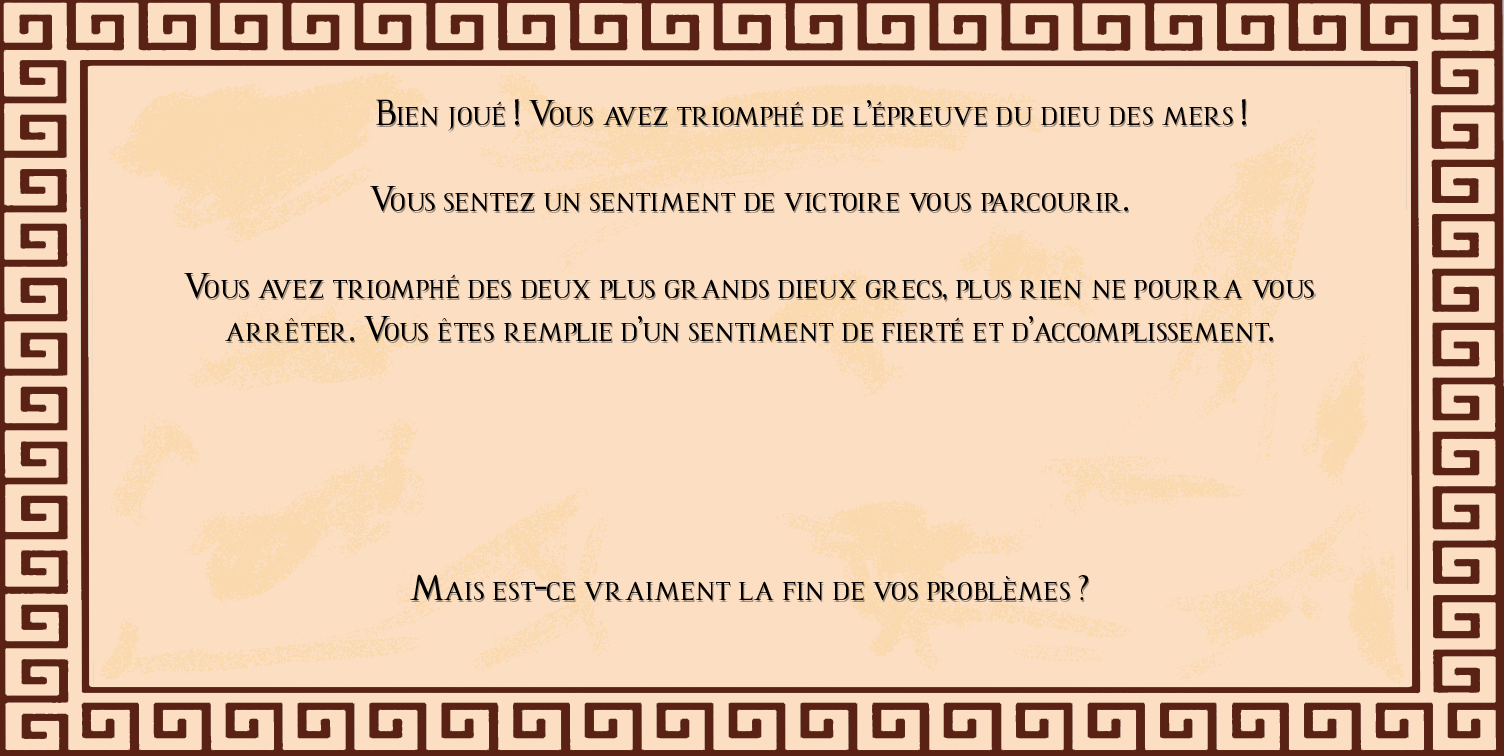 Bien joué ! Vous avez triomphé de l'épreuve du dieu des mers !
Vous sentez un sentiment de victoire vous parcourir.
Vous avez triomphé des deux plus grands dieux grecs, plus rien ne pourra vous
arrêter. Vous êtes remplie d'un sentiment de fierté et d'accomplissement.
Mais est-ce vraiment la fin de vos problèmes ?